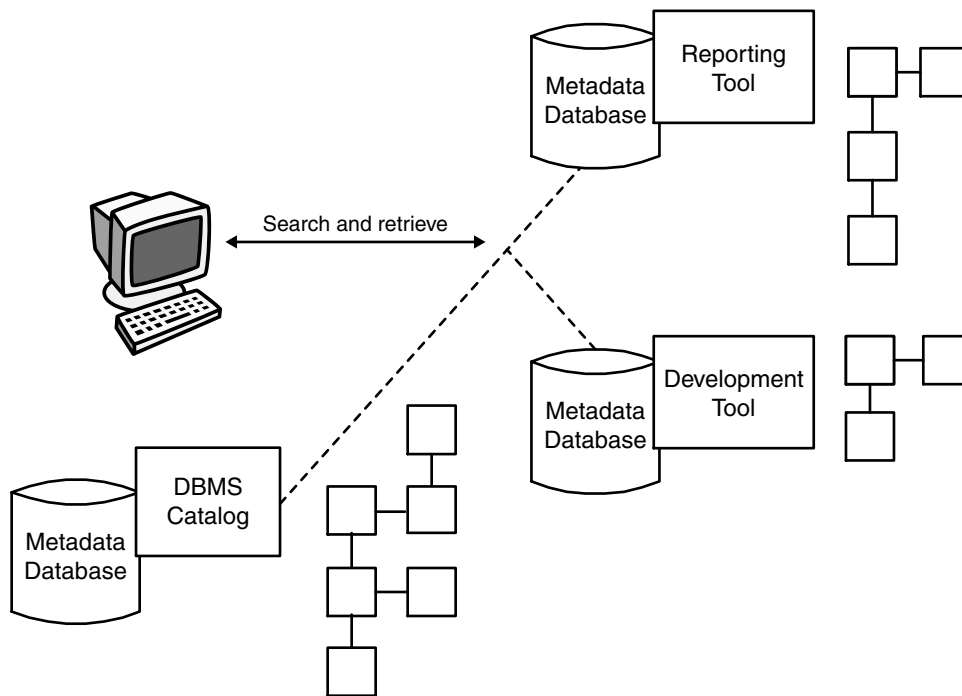 Metadata
Database
Reporting
Tool
Search and retrieve
Metadata
Database
Development
Tool
DBMS
Catalog
Metadata
Database